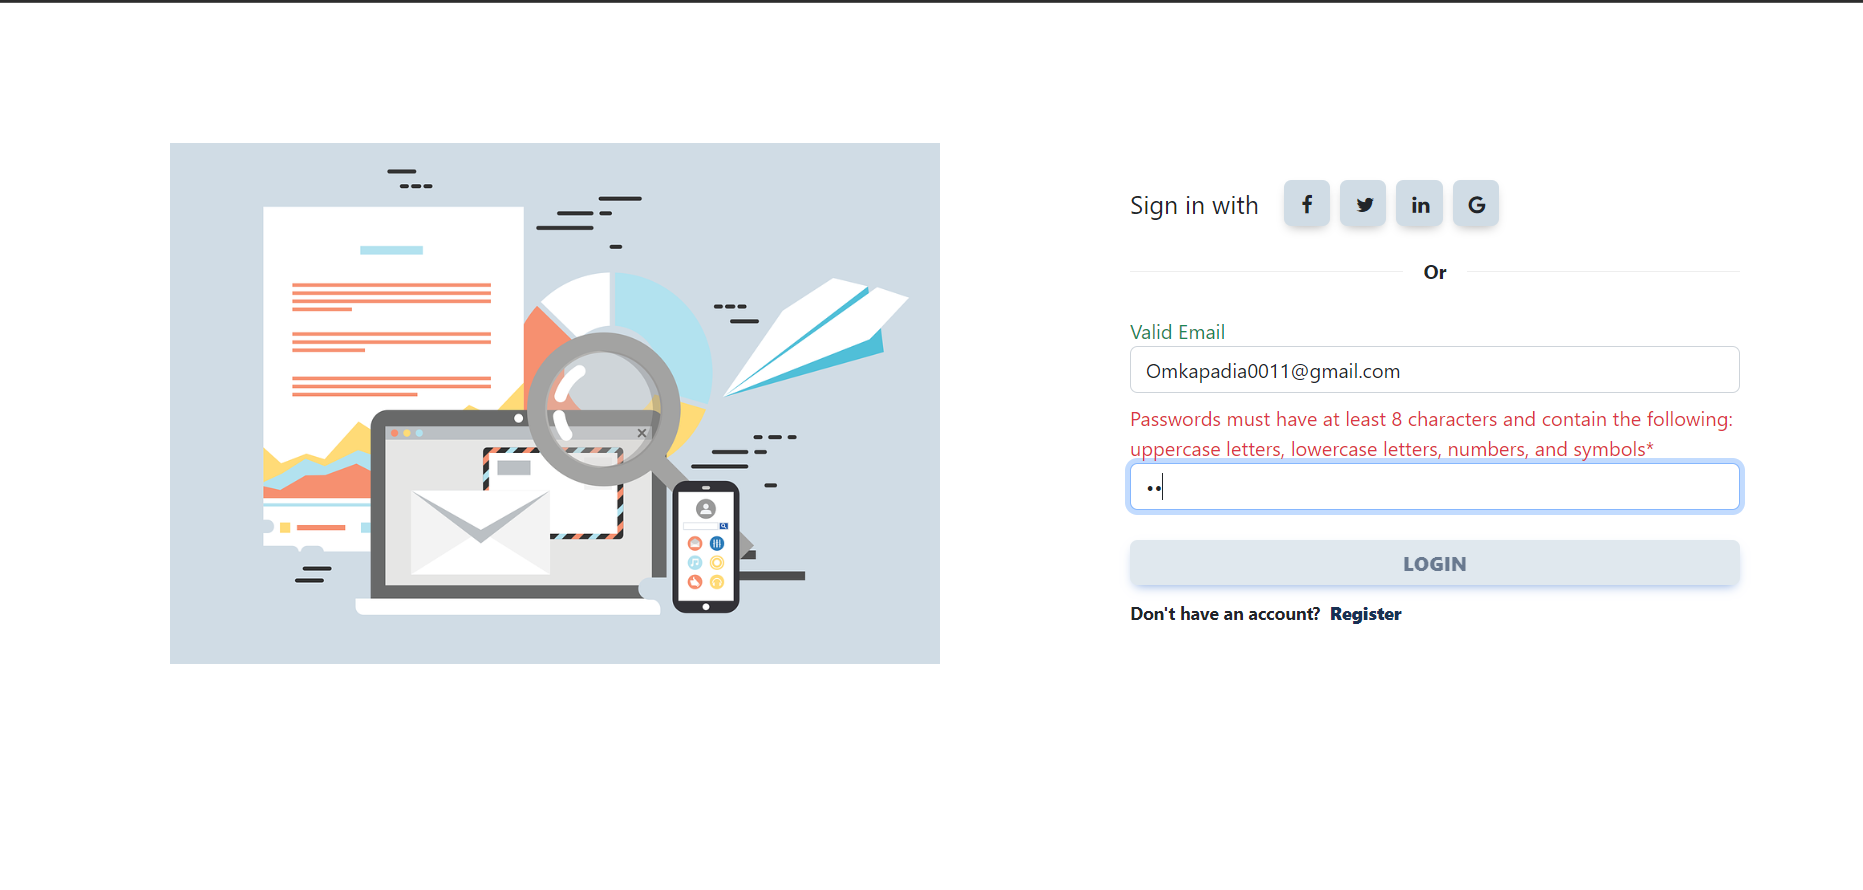 Sign in with
Or
Valid Email
Omkapadia0011@gmail.com
Passwords must have at least 8 characters and contain the following:
uppercase letters, lowercase letters, numbers, and symbols*
••
LOGIN
Don't have an account? Register